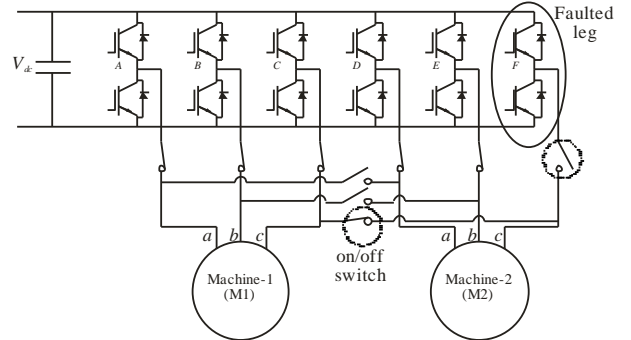 Faulted
leg
V dc
A B C D E F
a b c
a b c
on/off
switch
Machine-1
(M1)
Machine-2
(M2)